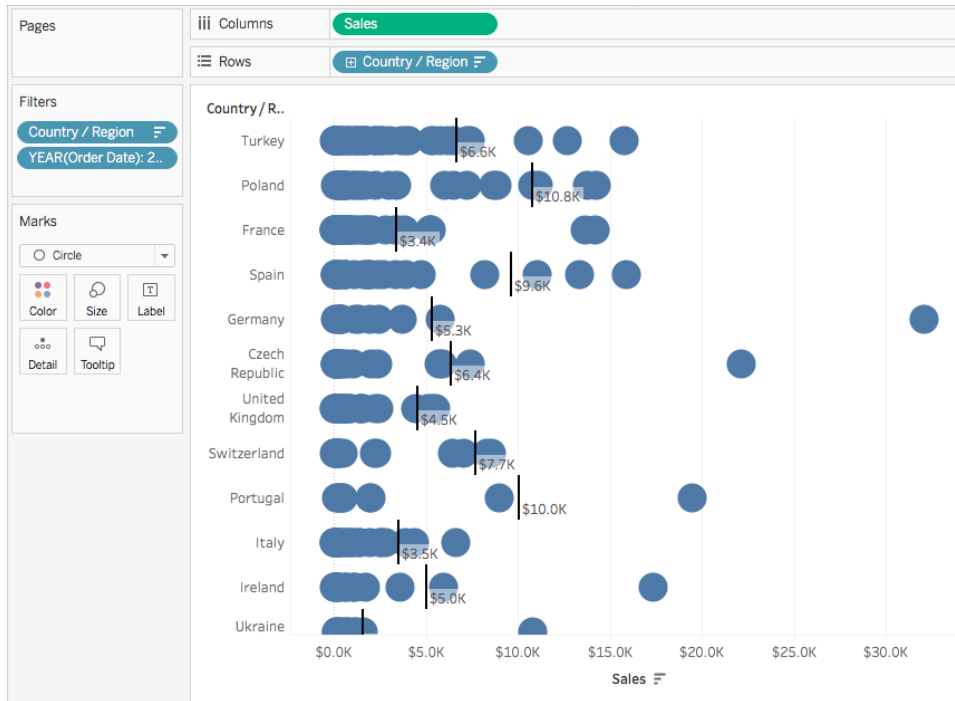 Pages
Columns
Sales
Rows
Country / Region
Filters
Country / Region
YEAR(Order Date): 2..
Marks
Circle
Color
Size
Label
Detail
Tooltip
Country / R..
Turkey
$6.6K
Poland
$10.8K
France
$3.4K
Spain
$9.6K
Germany
$5.3K
Czech
Republic
$6.4K
United
Kingdom
$4.5K
Switzerland
$7.7K
Portugal
$10.0K
Italy
$3.5K
Ireland
$5.0K
Ukraine
$0.0K $5.0K $10.0K $15.0K $20.0K $25.0K $30.0K
Sales